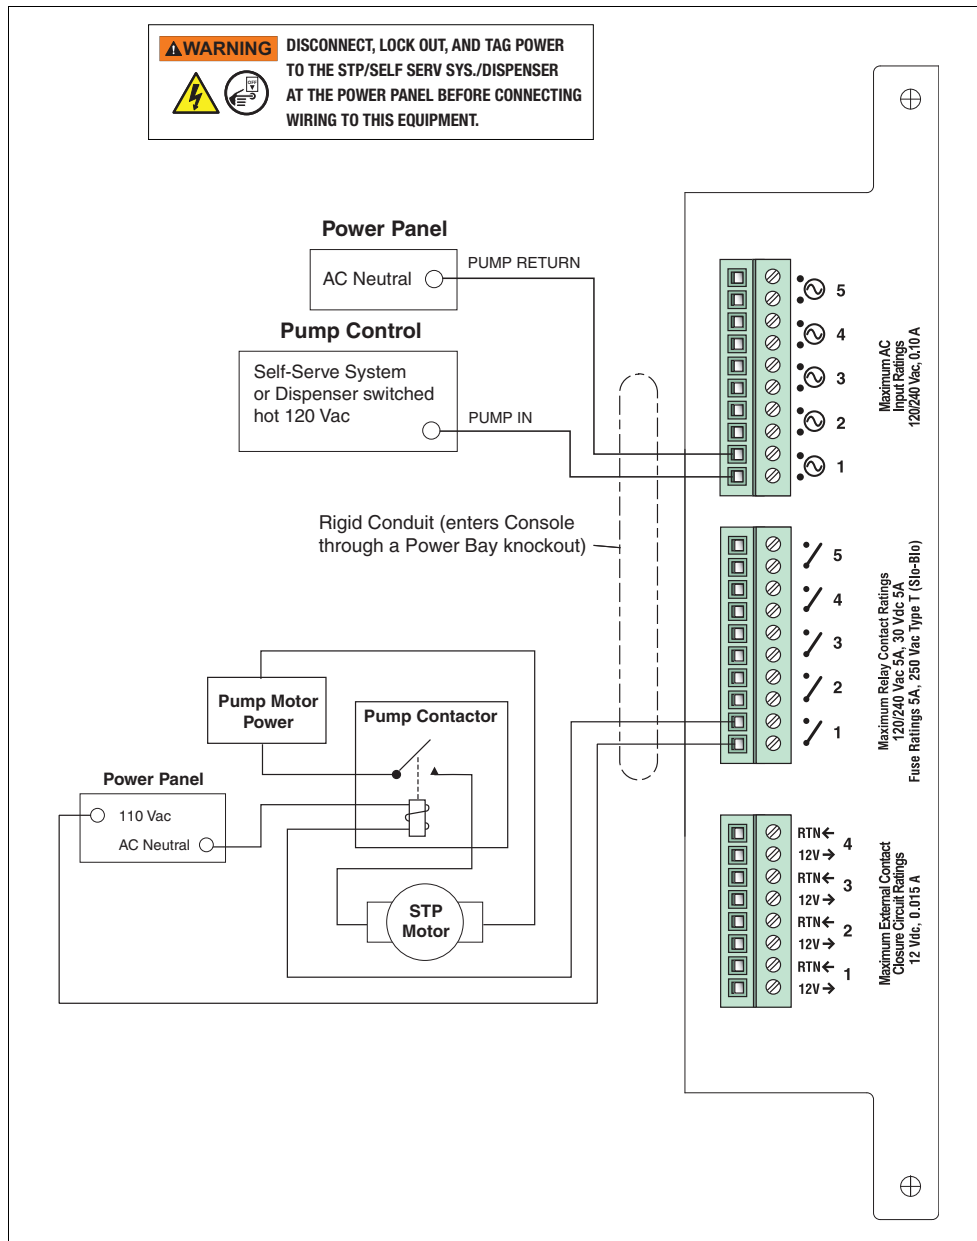 WARNING
DISCONNECT, LOCK OUT, AND TAG POWER
TO THE STP/SELF SERV SYS./DISPENSER
AT THE POWER PANEL BEFORE CONNECTING
WIRING TO THIS EQUIPMENT.
OFF
Power Panel
AC Neutral
PUMP RETURN
Pump Control
Self-Serve System
or Dispenser switched
hot 120 Vac
PUMP IN
Rigid Conduit (enters Console
through a Power Bay knockout)
5
4
3
2
1
Maximum AC
Input Ratings
120/240 Vac, 0.10 A
5
4
3
2
1
Maximum Relay Contact Ratings
120/240 Vac 5A, 30 Vdc 5A
Fuse Ratings 5A, 250 Vac Type T (Slo-Blo)
Pump Motor
Power
Pump Contactor
Power Panel
110 Vac
AC Neutral
STP
Motor
RTN←
4
12V→
RTN←
3
12V→
RTN←
2
12V→
RTN←
1
12V→
Maximum External Contact
Closure Circuit Ratings
12 Vdc, 0.015 A